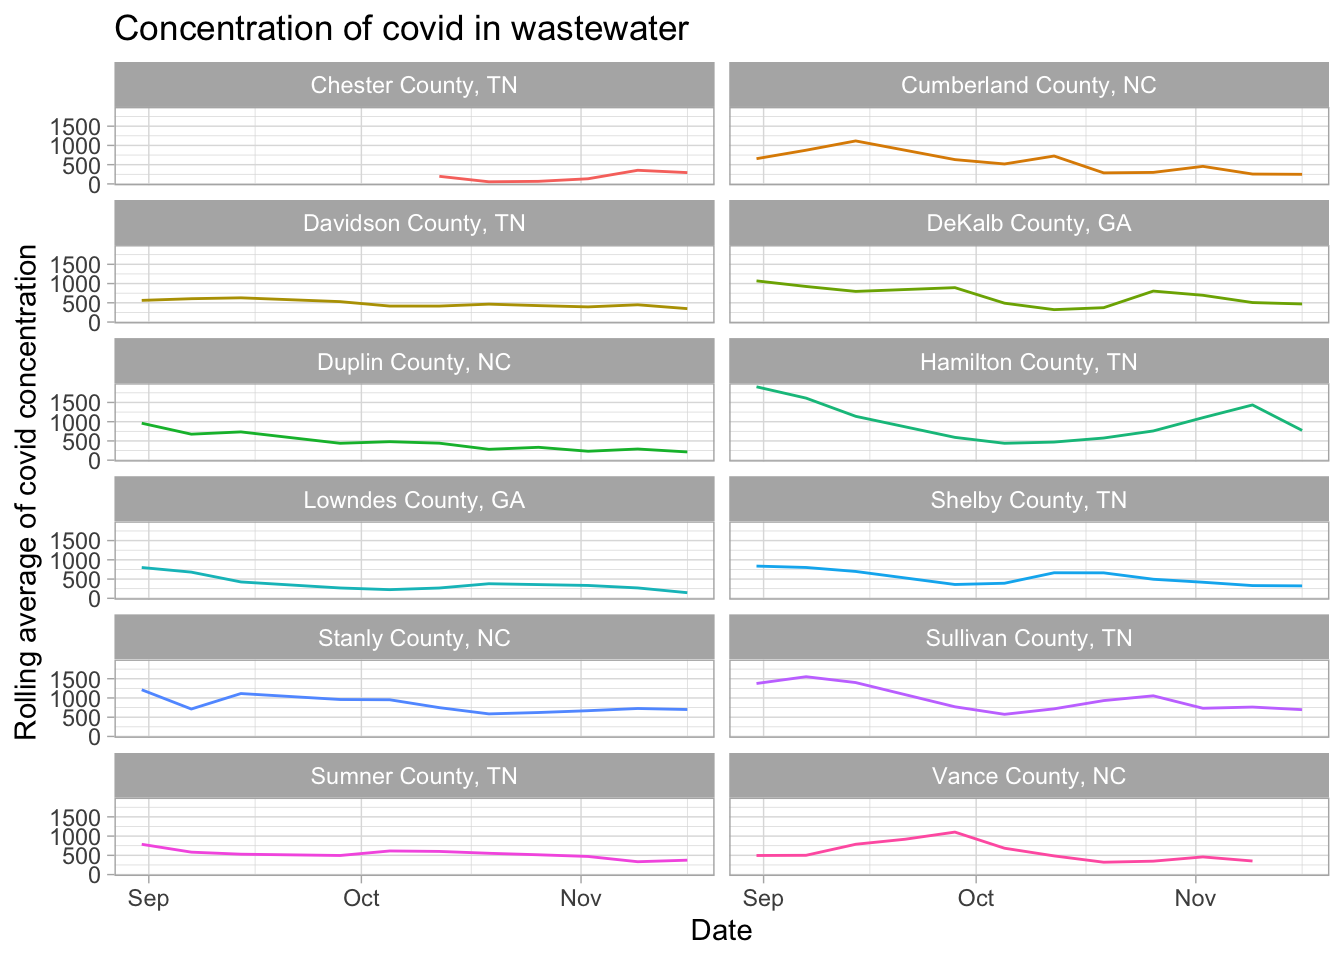 Concentration of covid in wastewater
Chester County, TN
Cumberland County, NC
1500
1000
500
0
Davidson County, TN
DeKalb County, GA
1500
1000
500
0
Duplin County, NC
Hamilton County, TN
1500
1000
500
0
Lowndes County, GA
Shelby County, TN
1500
1000
500
0
Stanly County, NC
Sullivan County, TN
1500
1000
500
0
Sumner County, TN
Vance County, NC
1500
1000
500
0
Rolling average of covid concentration
Sep Oct Nov Sep Oct Nov
Date